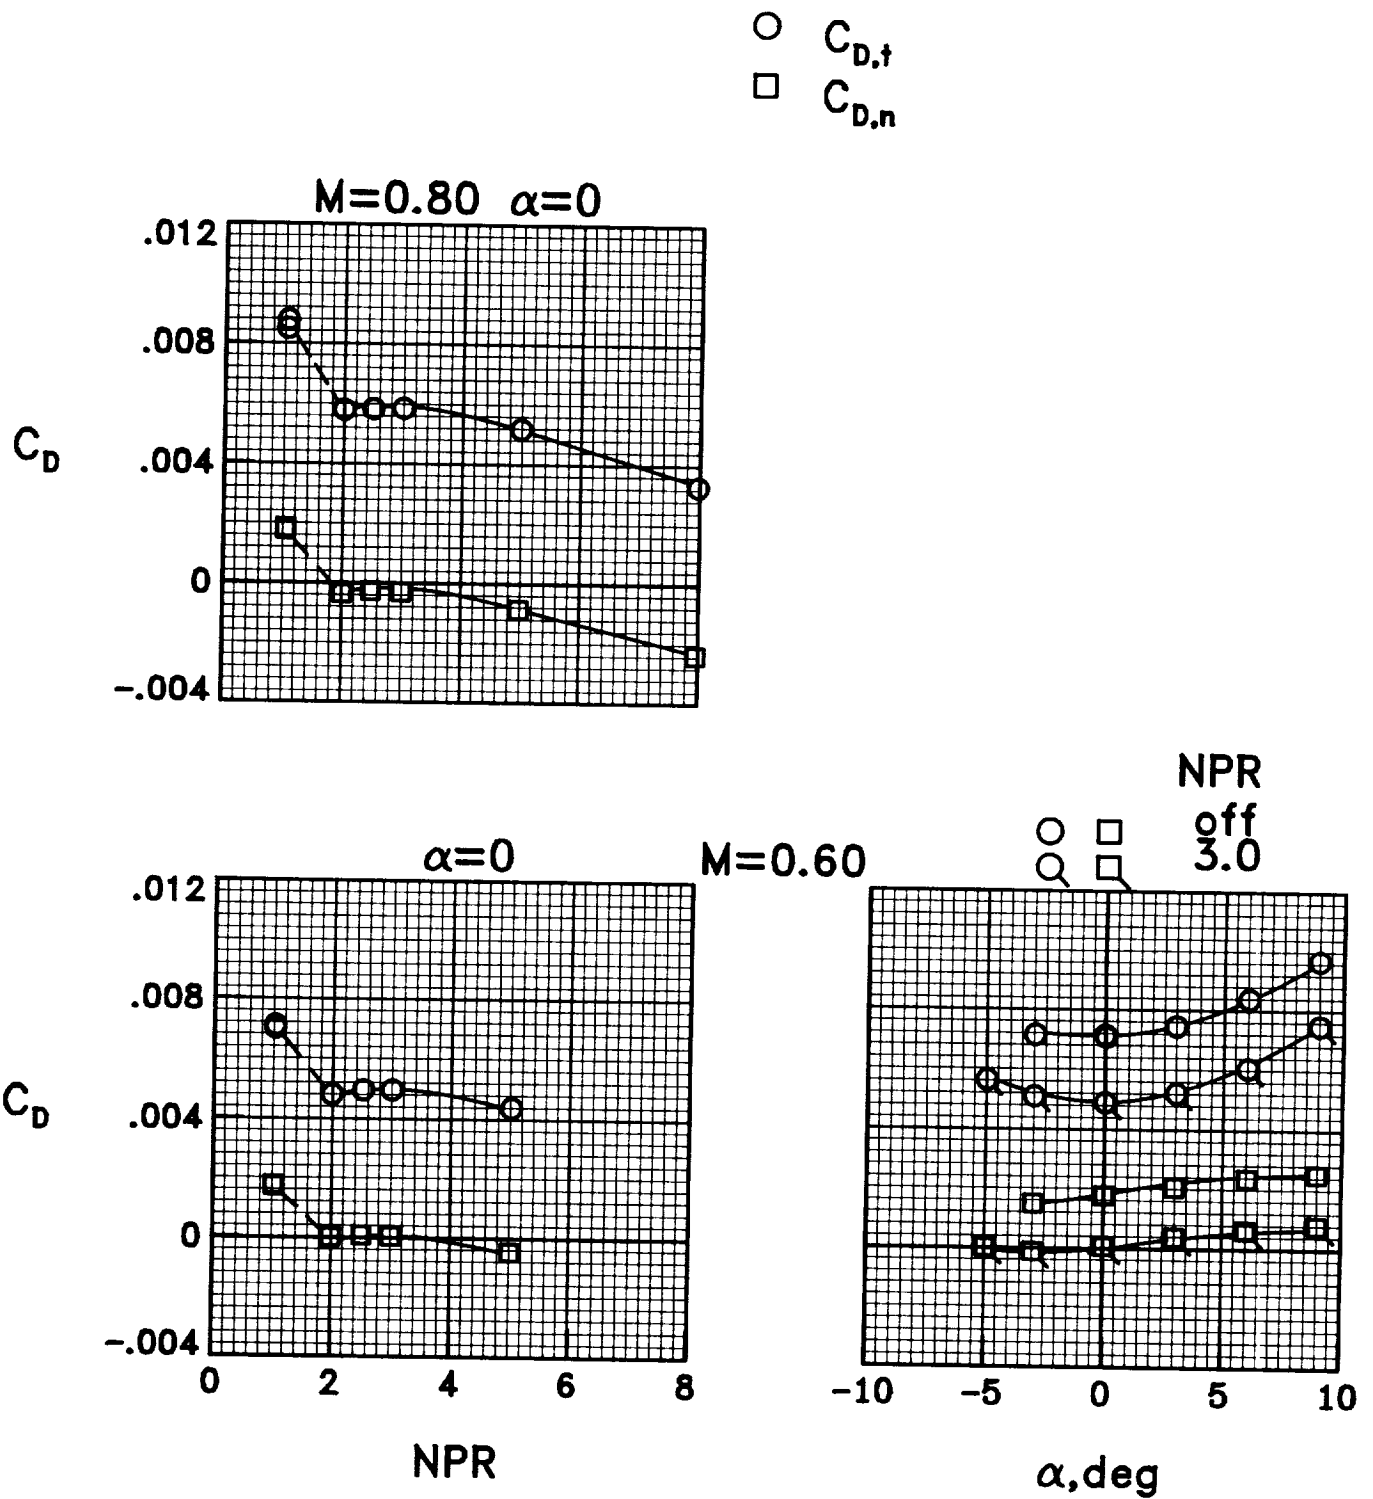 C_D,t
C_D,n
M=0.80 α=0
.012
.008
.004
0
-.004
C_D
NPR
off
3.0
α=0
M=0.60
.012
.008
.004
0
-.004
C_D
0 2 4 6 8
-10 -5 0 5 10
NPR
α,deg